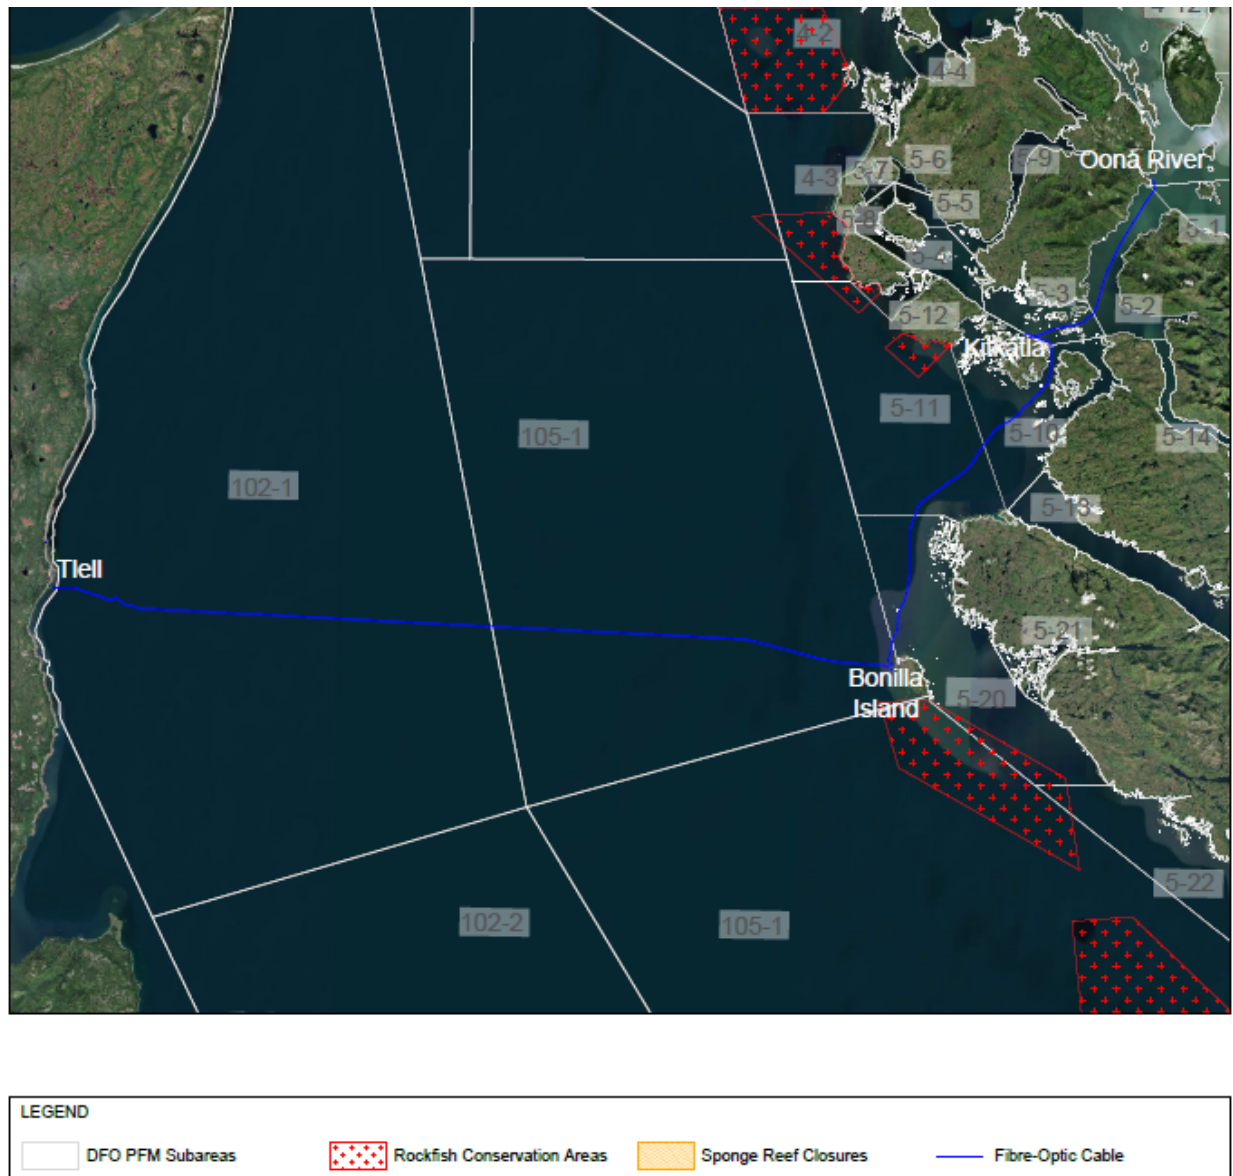 4-12
4-2
4-4
Oona River
5-6
5-9
5-7
4-3
5-5
5-8
5-1
5-4
5-3
5-2
5-12
Kitkatla
5-11
105-1
5-10
5-14
102-1
5-13
Tlell
5-21
Bonilla
Island
5-20
5-22
102-2
105-1
LEGEND
DFO PFM Subareas
Rockfish Conservation Areas
Sponge Reef Closures
Fibre-Optic Cable